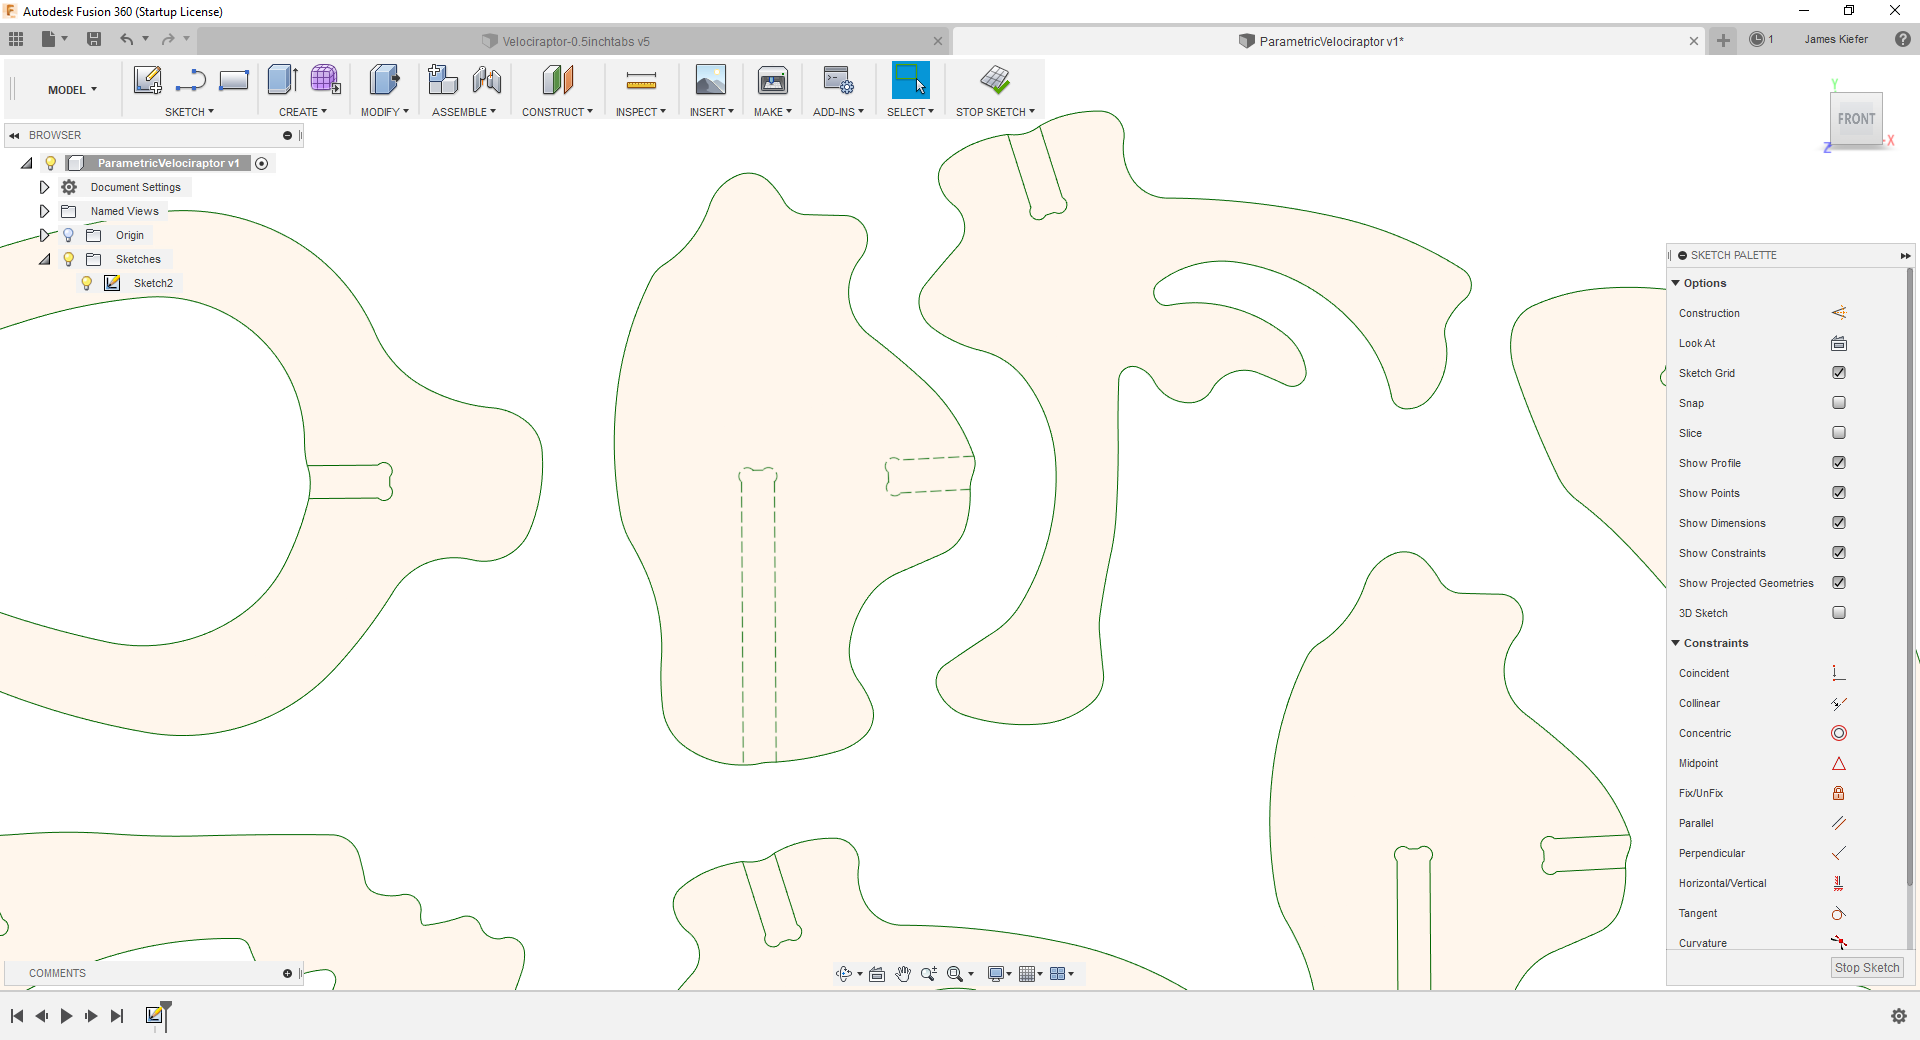 Autodesk Fusion 360 (Startup License)
Velociraptor-0.5inchtabs v5
ParametricVelociraptor v1*
1
James Kiefer
MODEL
SKETCH
CREATE
MODIFY
ASSEMBLE
CONSTRUCT
INSPECT
INSERT
MAKE
ADD-INS
SELECT
STOP SKETCH
Y
FRONT
X
Z
BROWSER
ParametricVelociraptor v1
Document Settings
Named Views
Origin
Sketches
Sketch2
SKETCH PALETTE
Options
Construction
Look At
Sketch Grid
Snap
Slice
Show Profile
Show Points
Show Dimensions
Show Constraints
Show Projected Geometries
3D Sketch
Constraints
Coincident
Collinear
Concentric
Midpoint
Fix/UnFix
Parallel
Perpendicular
Horizontal/Vertical
Tangent
Curvature
Stop Sketch
COMMENTS